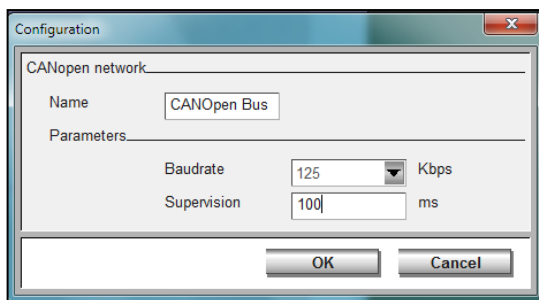 Configuration
CANopen network
Name CANOpen Bus
Parameters
Baudrate 125 Kbps
Supervision 100 ms
OK Cancel